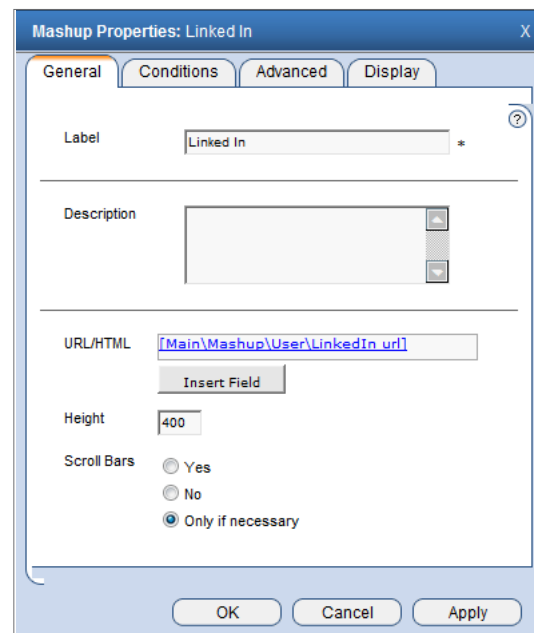 Mashup Properties: Linked In X
General Conditions Advanced Display
?
Label Linked In *
Description
URL/HTML [Main\Mashup\User\LinkedIn url]
Insert Field
Height 400
Scroll Bars Yes
No
Only if necessary
OK Cancel Apply